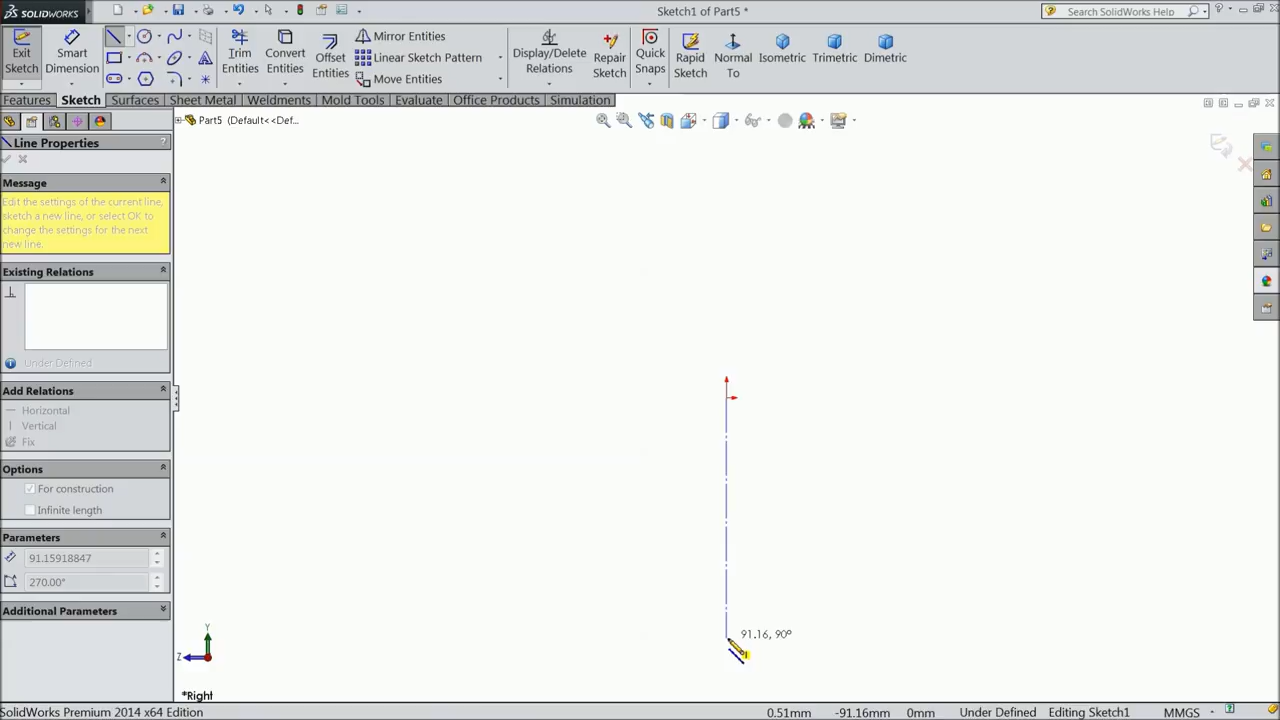 SOLIDWORKS
Sketch1 of Part5 *
Search SolidWorks Help
Exit Sketch
Smart Dimension
Trim Entities
Convert Entities
Offset Entities
Mirror Entities
Linear Sketch Pattern
Move Entities
Display/Delete Relations
Repair Sketch
Quick Snaps
Rapid Sketch
Normal To
Isometric
Trimetric
Dimetric
Features Sketch Surfaces Sheet Metal Weldments Mold Tools Evaluate Office Products Simulation
Part5 (Default<<Def...
Line Properties ?
Message
Edit the settings of the current line,
sketch a new line, or select OK to
change the settings for the next
new line.
Existing Relations
Under Defined
Add Relations
Horizontal
Vertical
Fix
Options
For construction
Infinite length
Parameters
91.15918847
270.00°
Additional Parameters
91.16, 90°
Y
Z
*Right
SolidWorks Premium 2014 x64 Edition 0.51mm -91.16mm 0mm Under Defined Editing Sketch1 MMGS